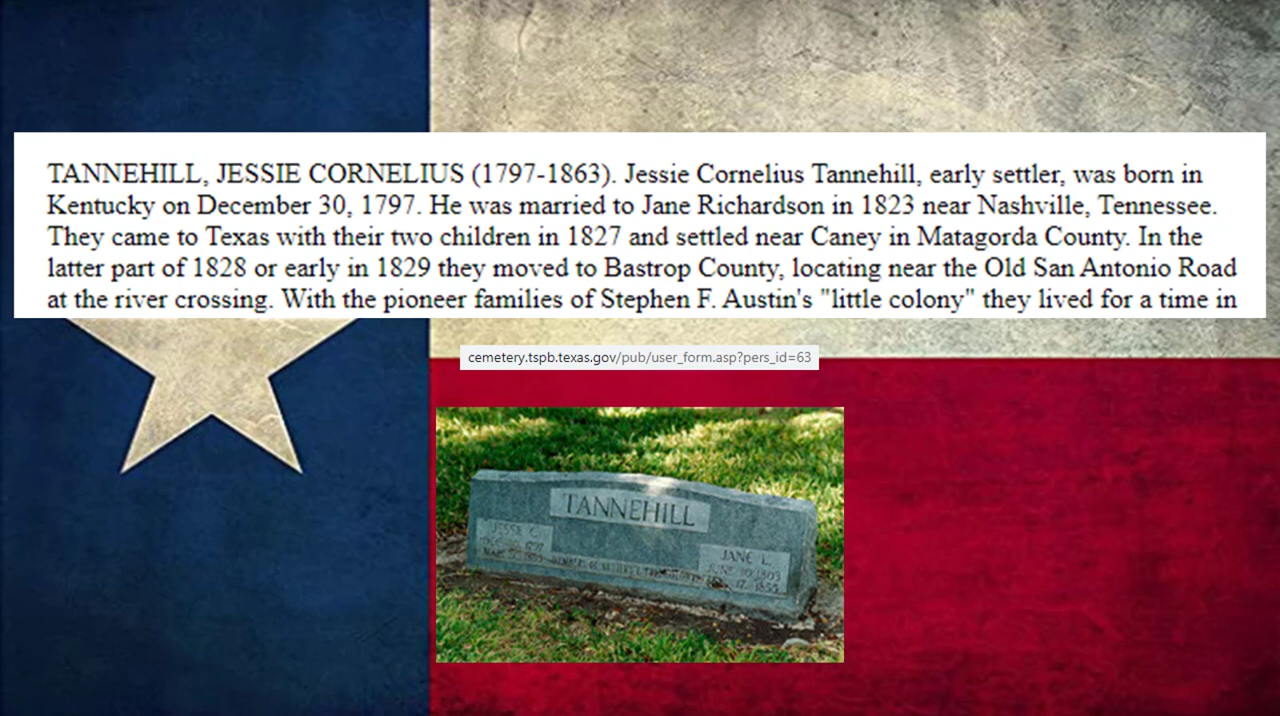 TANNEHILL, JESSIE CORNELIUS (1797-1863). Jessie Cornelius Tannehill, early settler, was born in
Kentucky on December 30, 1797. He was married to Jane Richardson in 1823 near Nashville, Tennessee.
They came to Texas with their two children in 1827 and settled near Caney in Matagorda County. In the
latter part of 1828 or early in 1829 they moved to Bastrop County, locating near the Old San Antonio Road
at the river crossing. With the pioneer families of Stephen F. Austin's "little colony" they lived for a time in
cemetery.tspb.texas.gov/pub/user_form.asp?pers_id=63
TANNEHILL
JESSE C.
JANE L.